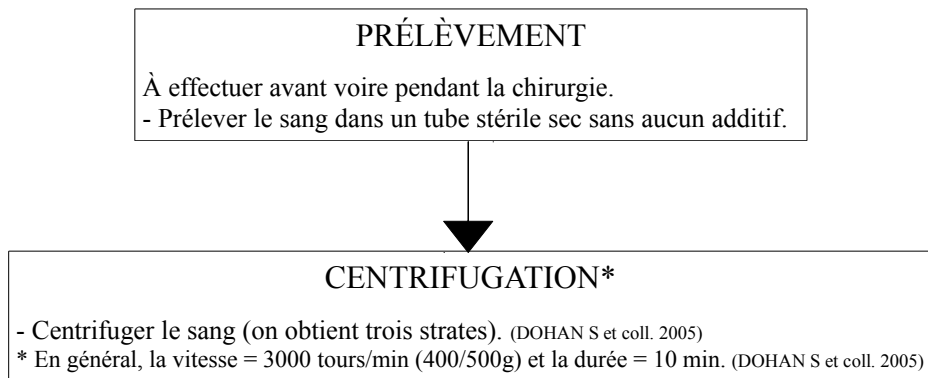 PRÉLÈVEMENT
À effectuer avant voire pendant la chirurgie.
- Prélever le sang dans un tube stérile sec sans aucun additif.
CENTRIFUGATION*
- Centrifuger le sang (on obtient trois strates). (DOHAN S et coll. 2005)
* En général, la vitesse = 3000 tours/min (400/500g) et la durée = 10 min. (DOHAN S et coll. 2005)